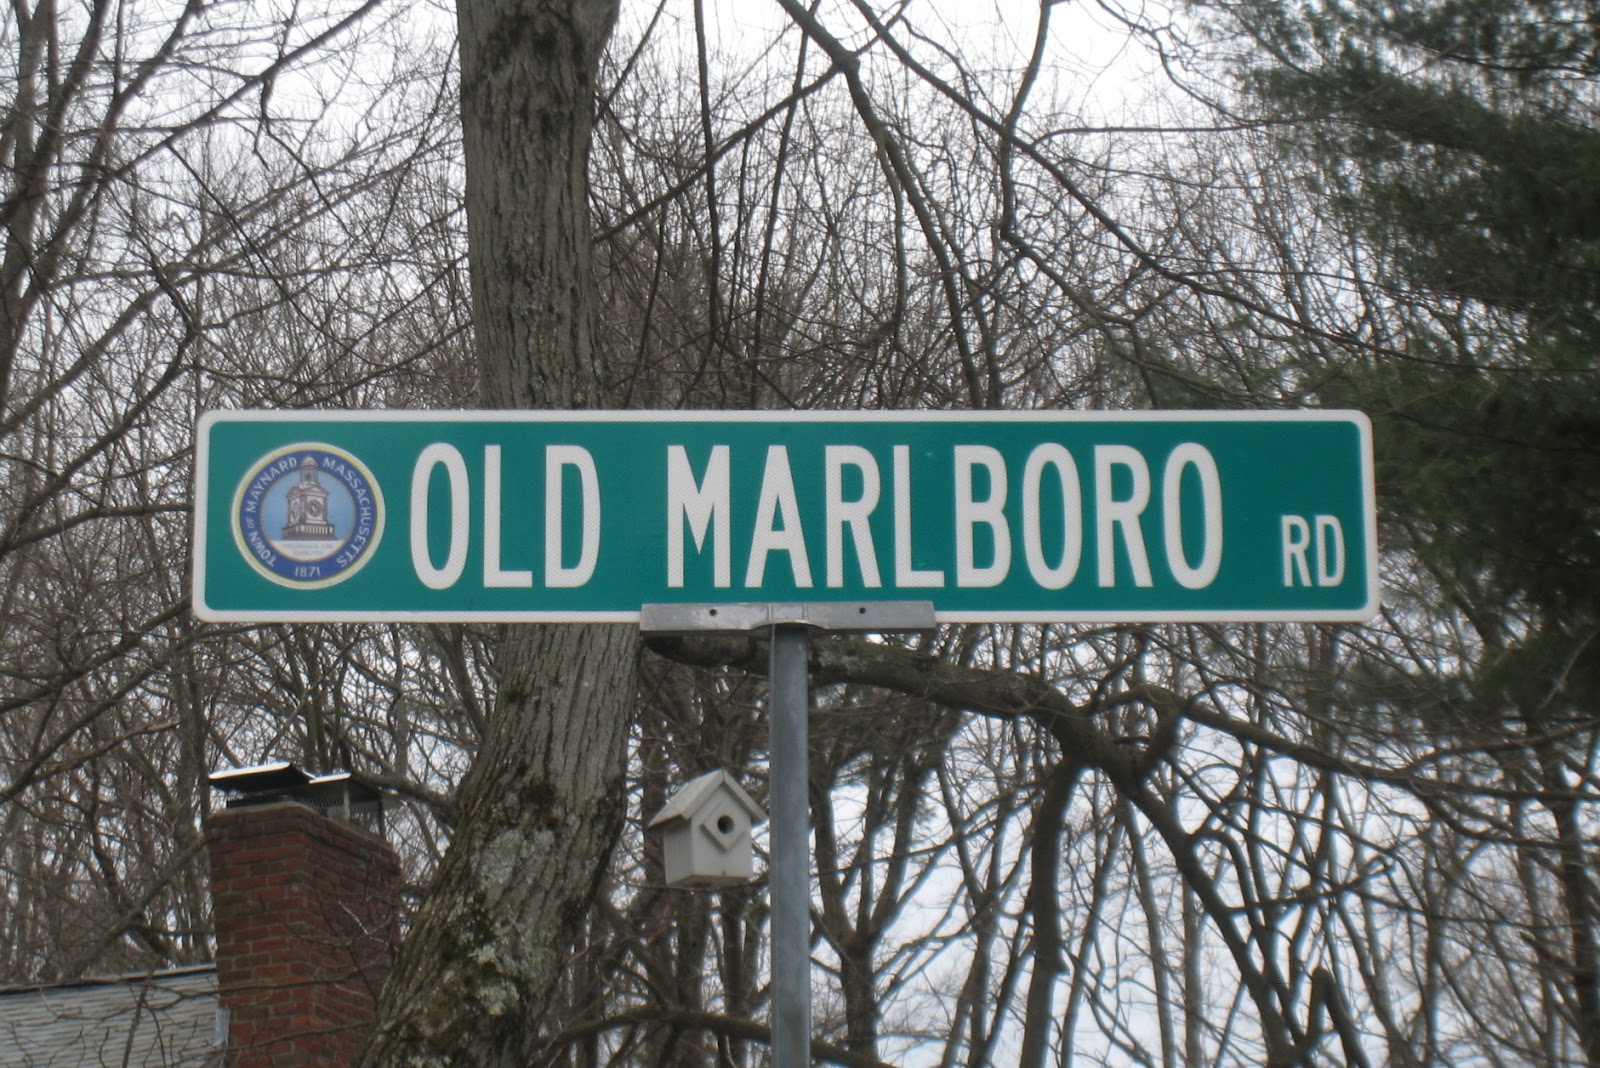 TOWN OF MAYNARD MASSACHUSETTS
1871
OLD MARLBORO RD